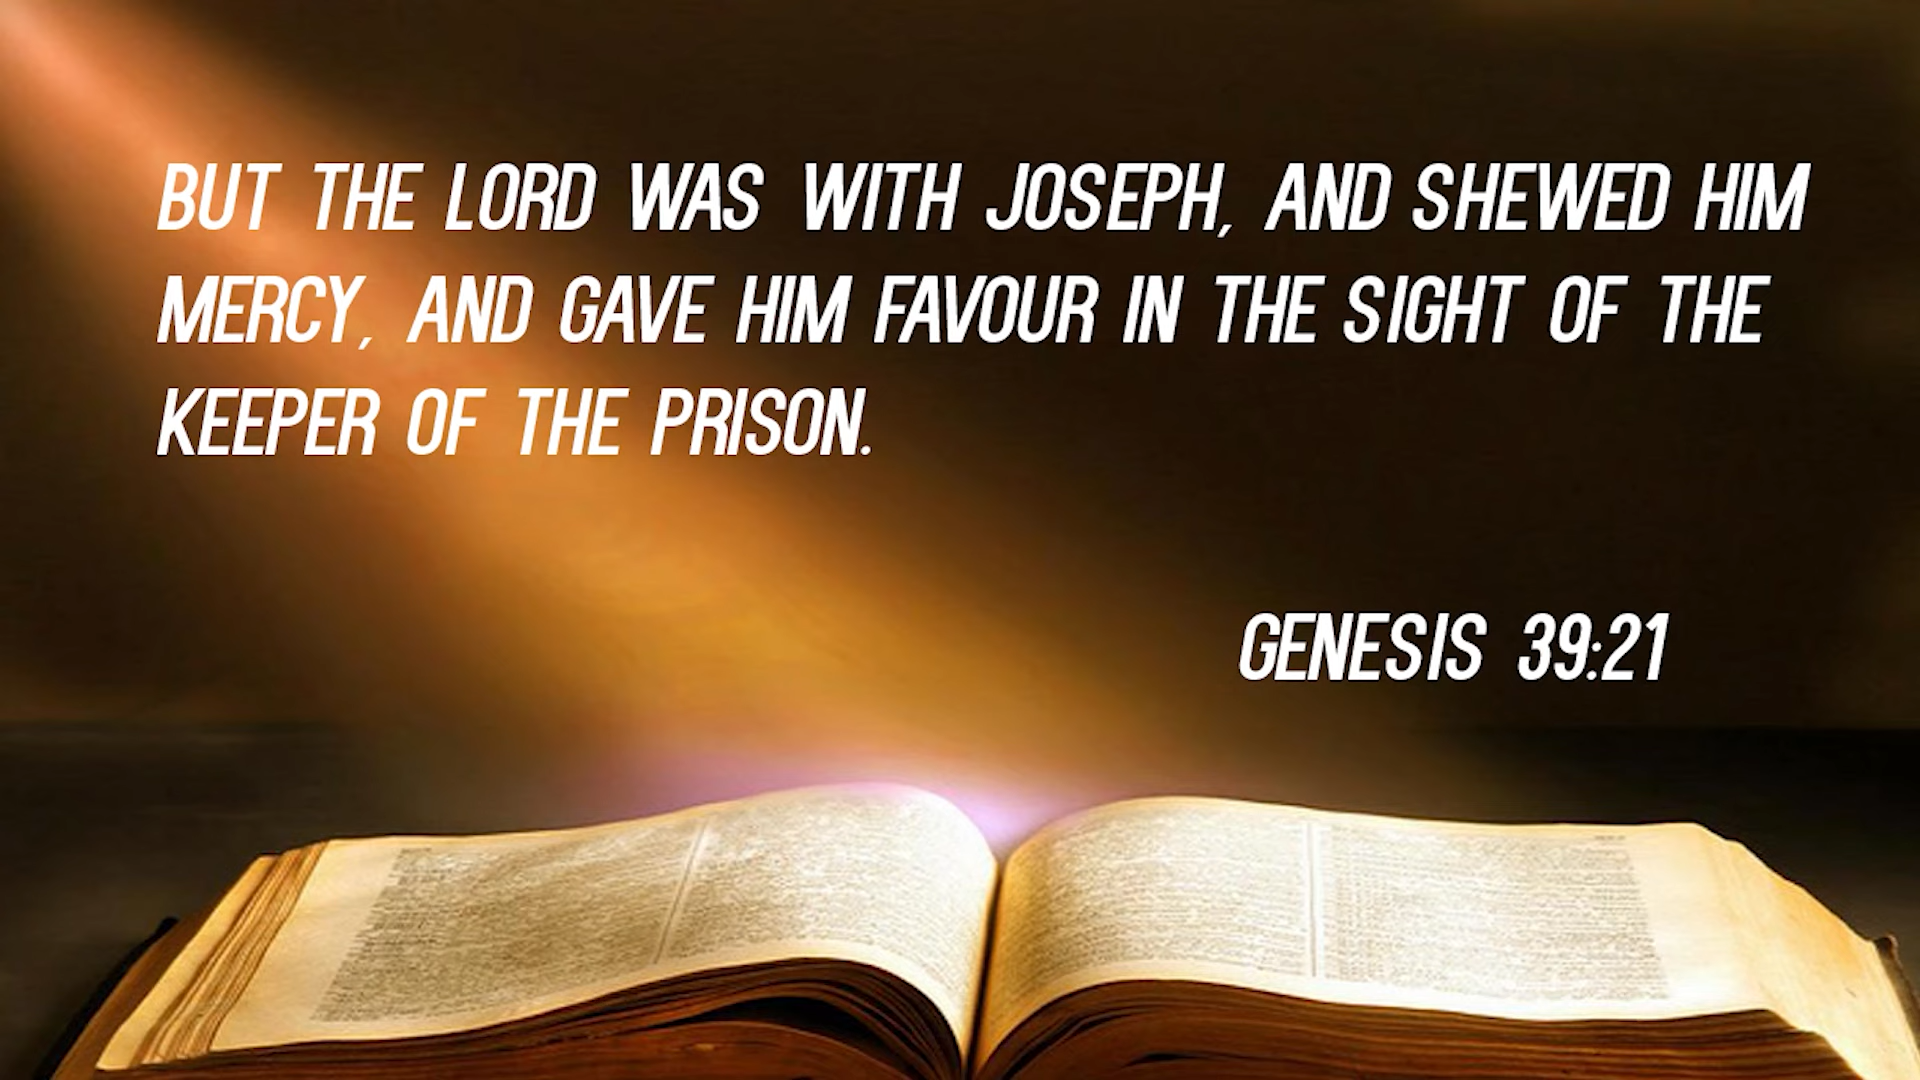 BUT THE LORD WAS WITH JOSEPH, AND SHEWED HIM
MERCY, AND GAVE HIM FAVOUR IN THE SIGHT OF THE
KEEPER OF THE PRISON.
GENESIS 39:21